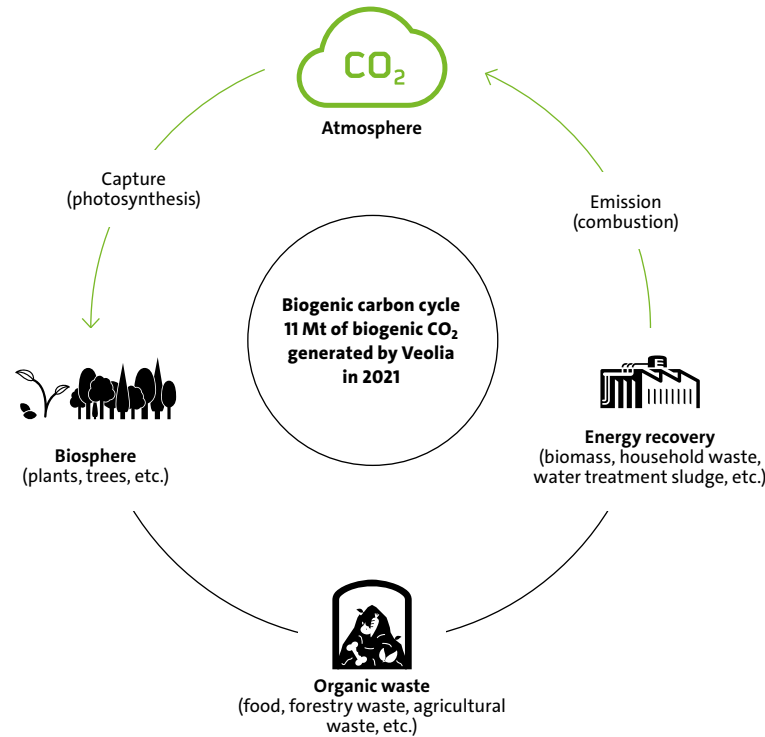 CO₂
Atmosphere
Capture
(photosynthesis)
Emission
(combustion)
Biogenic carbon cycle
11 Mt of biogenic CO₂
generated by Veolia
in 2021
Biosphere
(plants, trees, etc.)
E
Energy recovery
(biomass, household waste,
water treatment sludge, etc.)
Organic waste
(food, forestry waste, agricultural
waste, etc.)